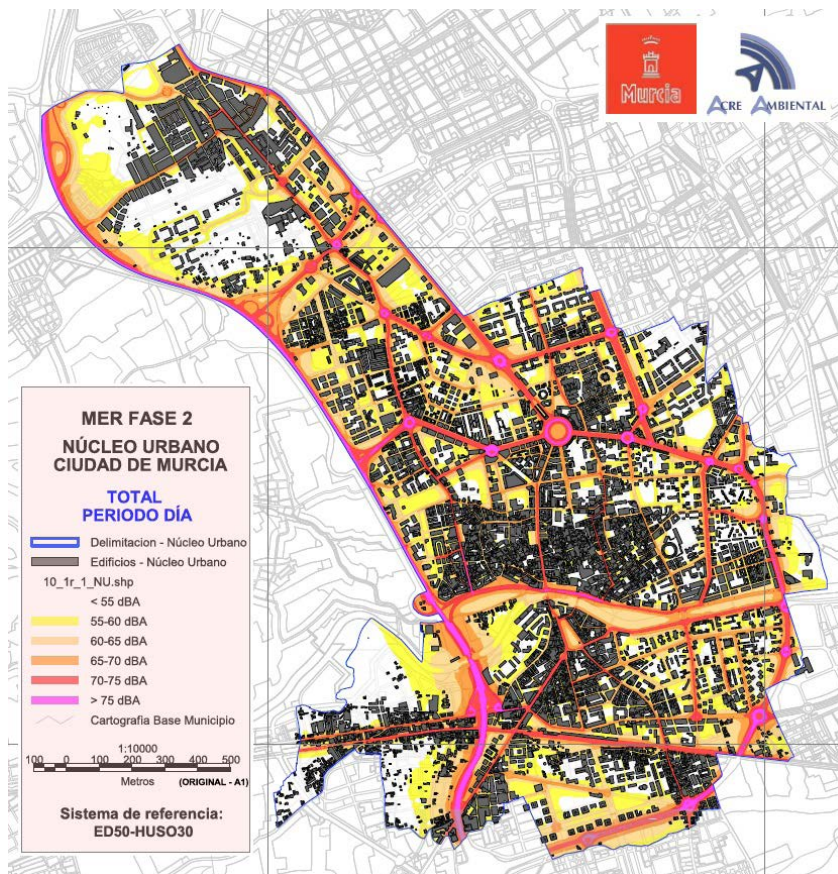 Murcia
ACRE AMBIENTAL
MER FASE 2
NÚCLEO URBANO
CIUDAD DE MURCIA
TOTAL
PERIODO DÍA
Delimitacion - Núcleo Urbano
Edificios - Núcleo Urbano
10_1r_1_NU.shp
< 55 dBA
55-60 dBA
60-65 dBA
65-70 dBA
70-75 dBA
> 75 dBA
Cartografia Base Municipio
1:10000
100 0 100 200 300 400 500
Metros (ORIGINAL - A1)
Sistema de referencia:
ED50-HUSO30